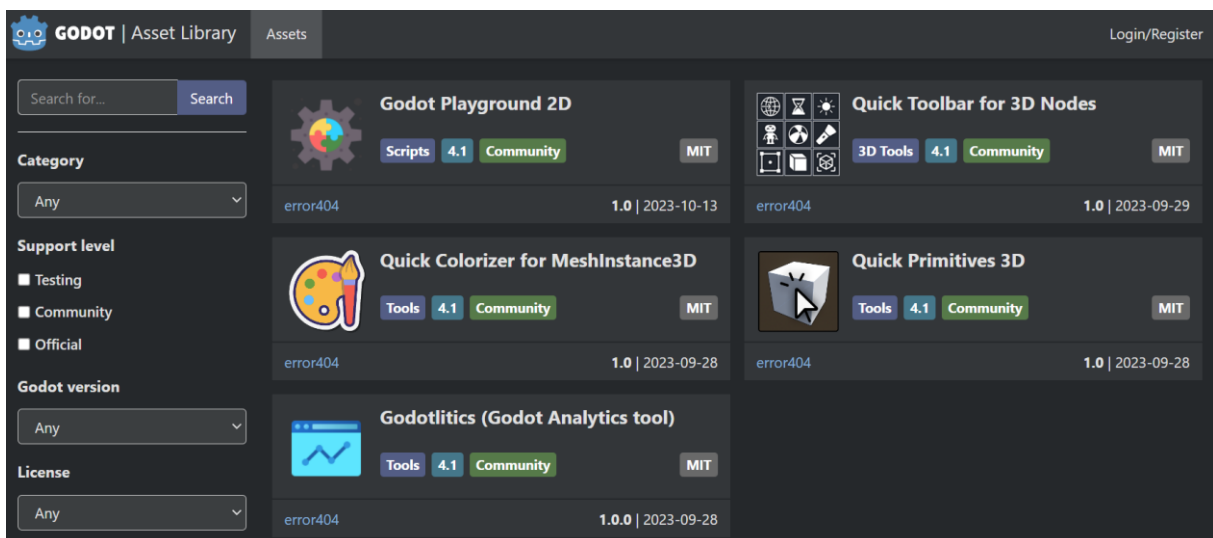 GODOT | Asset Library
Assets
Login/Register
Search for...
Search
Category
Any
Support level
Testing
Community
Official
Godot version
Any
License
Any
Godot Playground 2D
Scripts 4.1 Community MIT
error404 1.0 | 2023-10-13
Quick Toolbar for 3D Nodes
3D Tools 4.1 Community MIT
error404 1.0 | 2023-09-29
Quick Colorizer for MeshInstance3D
Tools 4.1 Community MIT
error404 1.0 | 2023-09-28
Quick Primitives 3D
Tools 4.1 Community MIT
error404 1.0 | 2023-09-28
Godotlitics (Godot Analytics tool)
Tools 4.1 Community MIT
error404 1.0.0 | 2023-09-28